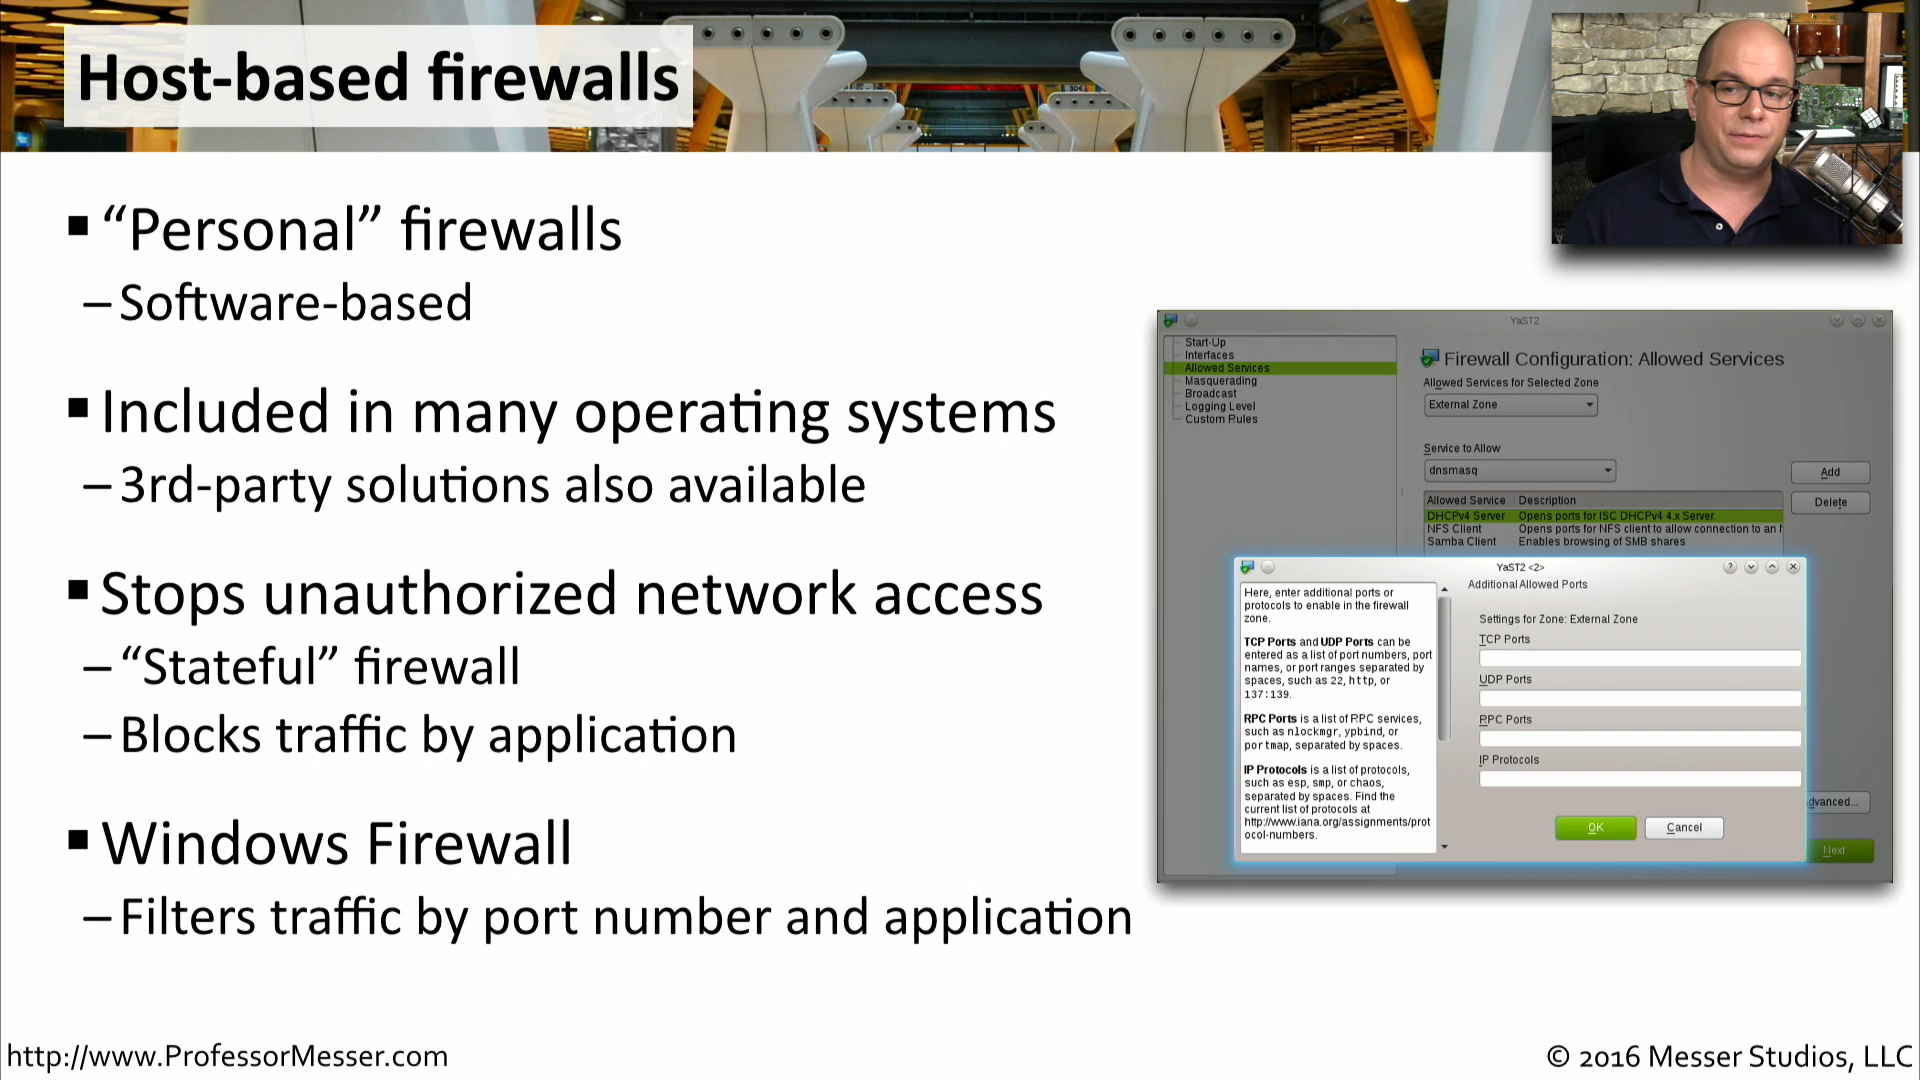 Host-based firewalls
▪ “Personal” firewalls
– Software-based
▪ Included in many operating systems
– 3rd-party solutions also available
▪ Stops unauthorized network access
– “Stateful” firewall
– Blocks traffic by application
▪ Windows Firewall
– Filters traffic by port number and application
YaST2
Start-Up
Interfaces
Allowed Services
Masquerading
Broadcast
Logging Level
Custom Rules
Firewall Configuration: Allowed Services
Allowed Services for Selected Zone
External Zone
Service to Allow
dnsmasq
Add
Allowed Service Description
Delete
DHCPv4 Server Opens ports for ISC DHCPv4 4.x Server.
NFS Client Opens ports for NFS client to allow connection to an
Samba Client Enables browsing of SMB shares
YaST2 <2>
Here, enter additional ports or
protocols to enable in the firewall
zone.
TCP Ports and UDP Ports can be
entered as a list of port numbers, port
names, or port ranges separated by
spaces, such as 22, http, or
137:139.
RPC Ports is a list of RPC services,
such as nlockmgr, ypbind, or
portmap, separated by spaces.
IP Protocols is a list of protocols,
such as esp, smp, or chaos,
separated by spaces. Find the
current list of protocols at
http://www.iana.org/assignments/prot
ocol-numbers.
Additional Allowed Ports
Settings for Zone: External Zone
TCP Ports
UDP Ports
RPC Ports
IP Protocols
OK
Cancel
dvanced...
Next
http://www.ProfessorMesser.com
© 2016 Messer Studios, LLC